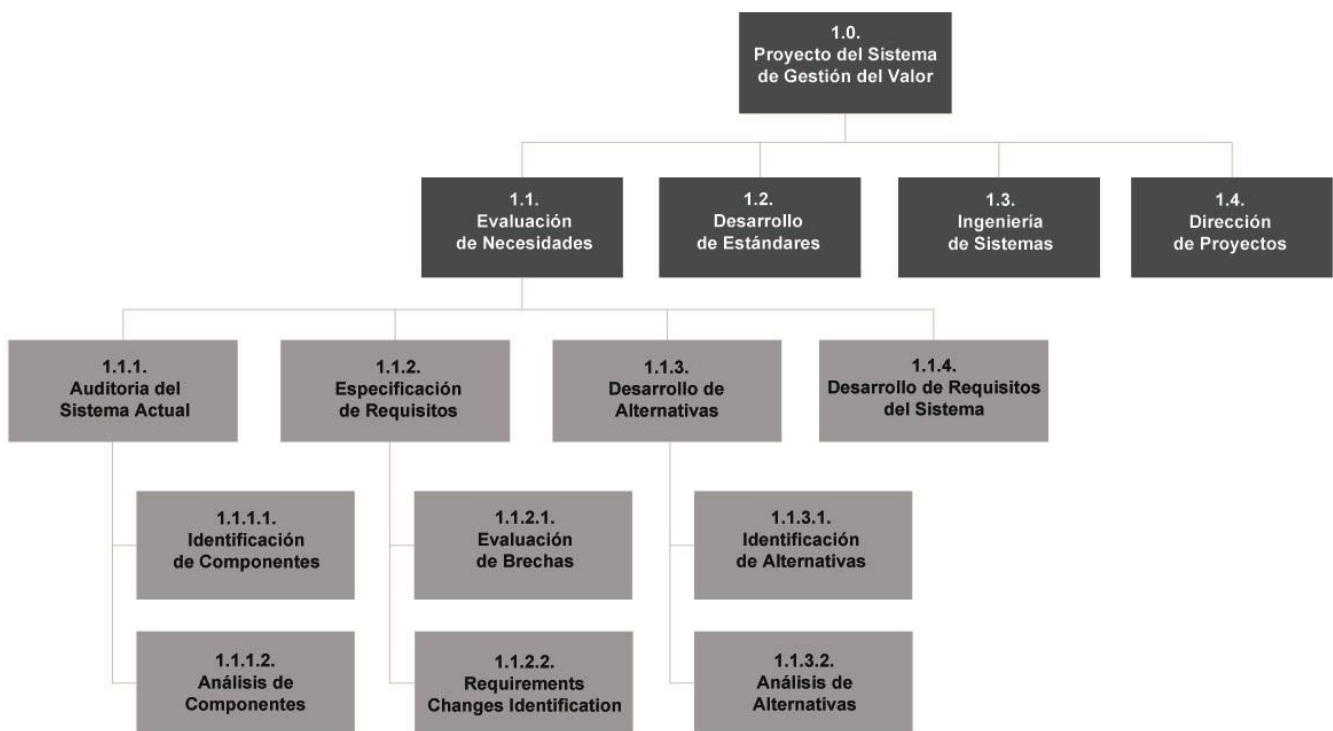 1.0.
Proyecto del Sistema
de Gestión del Valor
1.1.
Evaluación
de Necesidades
1.2.
Desarrollo
de Estándares
1.3.
Ingeniería
de Sistemas
1.4.
Dirección
de Proyectos
1.1.1.
Auditoria del
Sistema Actual
1.1.2.
Especificación
de Requisitos
1.1.3.
Desarrollo de
Alternativas
1.1.4.
Desarrollo de Requisitos
del Sistema
1.1.1.1.
Identificación
de Componentes
1.1.2.1.
Evaluación
de Brechas
1.1.3.1.
Identificación
de Alternativas
1.1.1.2.
Análisis de
Componentes
1.1.2.2.
Requirements
Changes Identification
1.1.3.2.
Análisis de
Alternativas